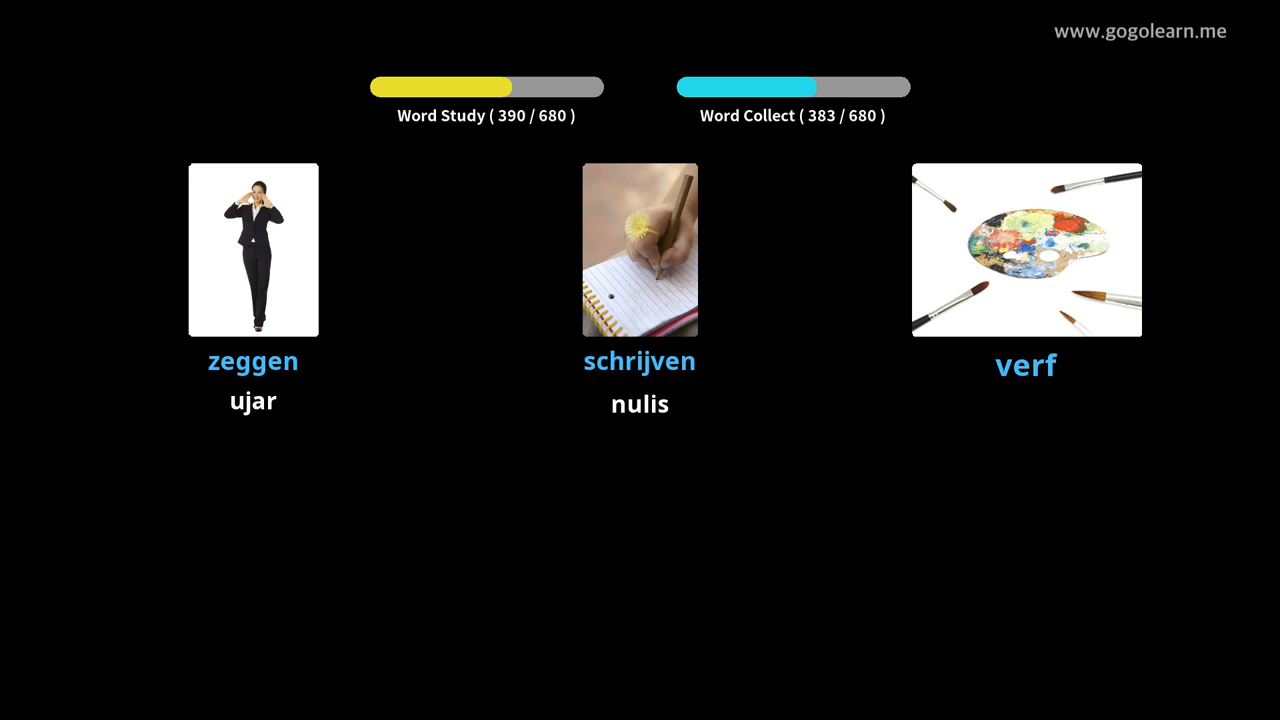 www.gogolearn.me
Word Study ( 390 / 680 )
Word Collect ( 383 / 680 )
zeggen
ujar
schrijven
nulis
verf